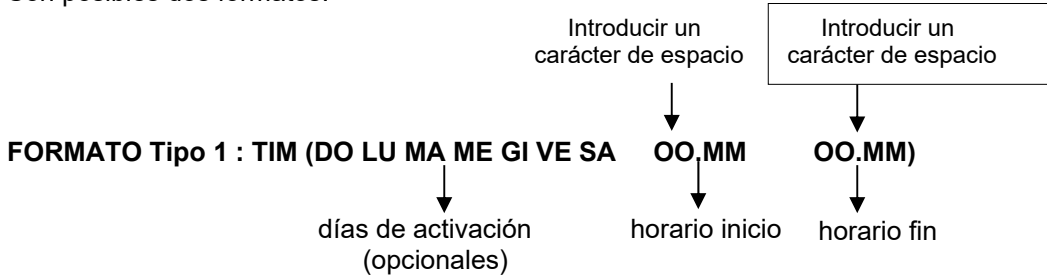 Son posibles dos formatos:
Introducir un
carácter de espacio
Introducir un
carácter de espacio
FORMATO Tipo 1 : TIM (DO LU MA ME GI VE SA OO.MM OO.MM)
días de activación
(opcionales)
horario inicio
horario fin